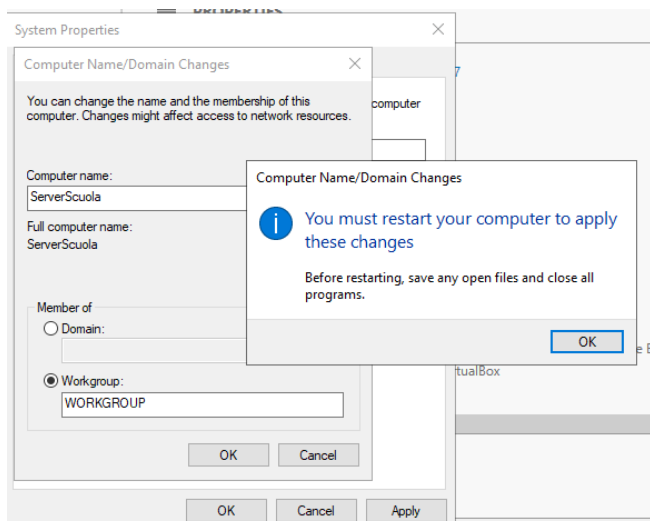 PROPERTIES
System Properties
Computer Name/Domain Changes
You can change the name and the membership of this
computer. Changes might affect access to network resources.
computer
7
Computer name:
ServerScuola
Full computer name:
ServerScuola
Computer Name/Domain Changes
You must restart your computer to apply
these changes
Before restarting, save any open files and close all
programs.
OK
Member of
Domain:
Workgroup:
WORKGROUP
OK
Cancel
tualBox
OK
Cancel
Apply